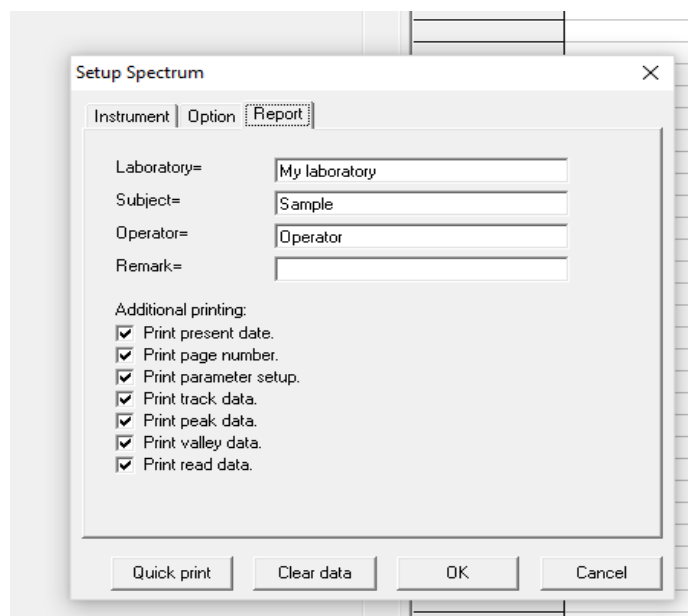 Setup Spectrum
Instrument Option Report
Laboratory= My laboratory
Subject= Sample
Operator= Operator
Remark=
Additional printing:
Print present date.
Print page number.
Print parameter setup.
Print track data.
Print peak data.
Print valley data.
Print read data.
Quick print Clear data OK Cancel